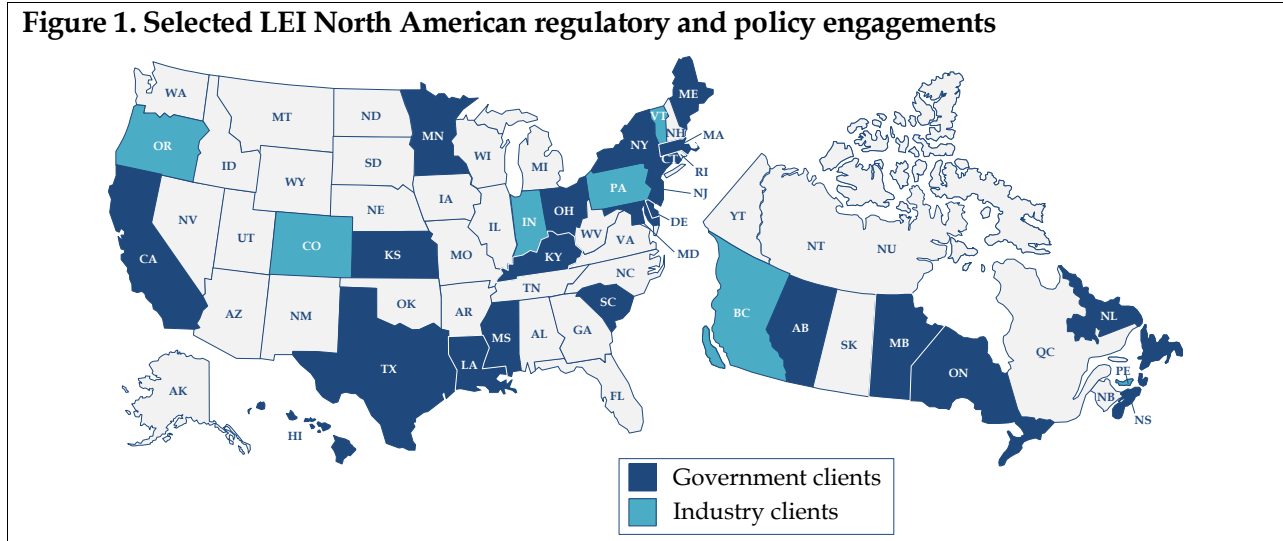 Figure 1. Selected LEI North American regulatory and policy engagements
WA
MT
ND
MN
ME
VT
NH
MA
OR
ID
SD
WI
NY
MI
CT
RI
WY
PA
NJ
IA
NE
NV
IL
IN
OH
DE
UT
CO
WV
VA
MD
CA
KS
MO
KY
NC
TN
OK
AZ
NM
AR
SC
MS
AL
GA
TX
LA
AK
FL
HI
YT
NT
NU
BC
AB
SK
MB
ON
QC
NL
PE
NB
NS
Government clients
Industry clients